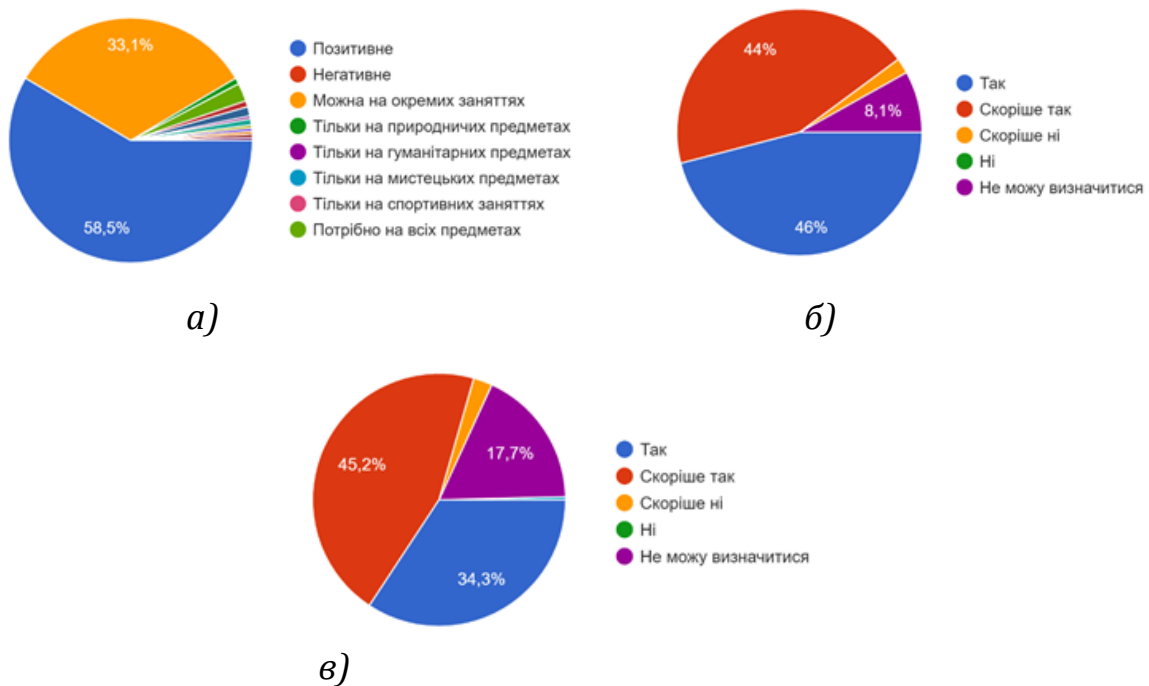 33,1%
58,5%
Позитивне
Негативне
Можна на окремих заняттях
Тільки на природничих предметах
Тільки на гуманітарних предметах
Тільки на мистецьких предметах
Тільки на спортивних заняттях
Потрібно на всіх предметах
а)
44%
8,1%
46%
Так
Скоріше так
Скоріше ні
Ні
Не можу визначитися
б)
45,2%
17,7%
34,3%
Так
Скоріше так
Скоріше ні
Ні
Не можу визначитися
в)